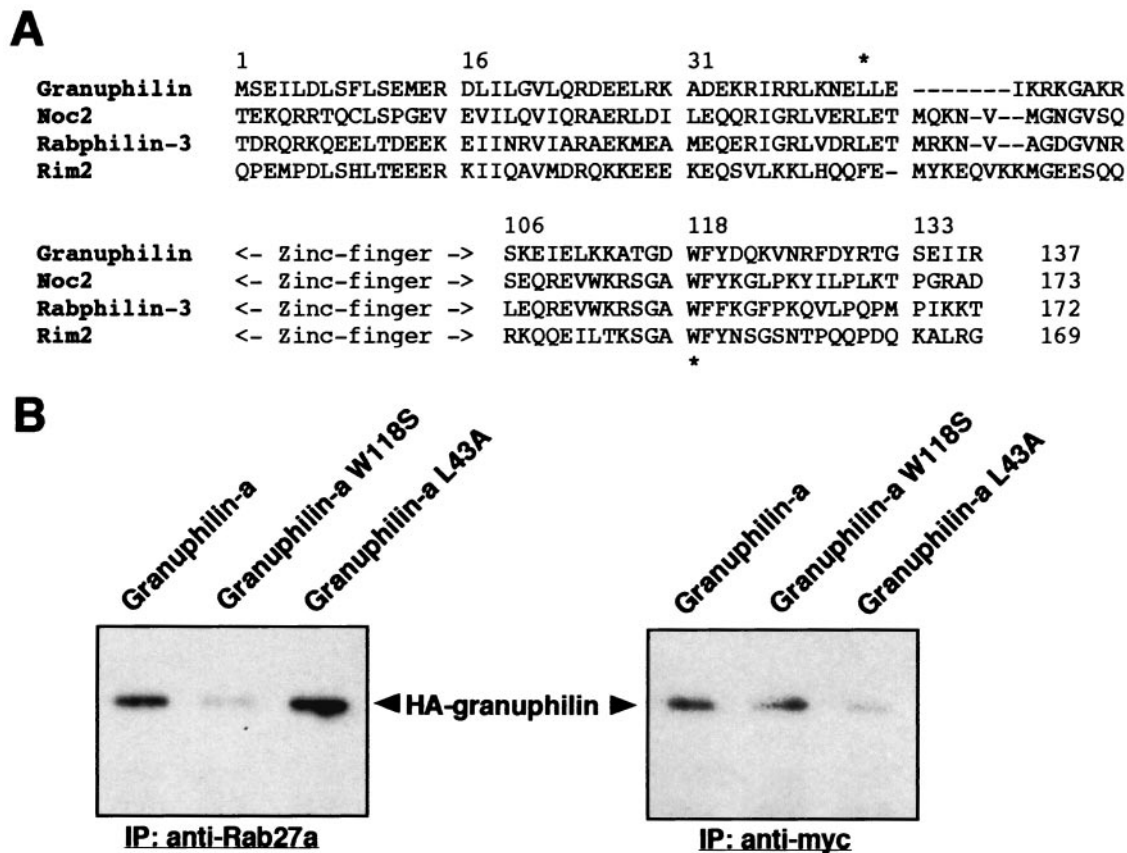 A
1 16 31 *
Granuphilin MSEILDLSFLSEMER DLILGVLQRDEELRK ADEKRIRRLKNELLE -------IKRKGAKR
Noc2 TEKQRRTQCLSPGEV EVILQVIQRAERLDI LEQQRIGRLVERLET MQKN-V--MGNGVSQ
Rabphilin-3 TDRQRKQEELTDEEK EIINRVIARAEKMEA MEQERIGRLVDRLET MRKN-V--AGDGVNR
Rim2 QPEMPDLSHLTEEER KIIQAVMDRQKKEEE KEQSVLKKLHQQFE- MYKEQVKKMGEESQQ
106 118 133
Granuphilin <- Zinc-finger -> SKEIELKKATGD WFYDQKVNRFDYRTG SEIIR 137
Noc2 <- Zinc-finger -> SEQREVWKRSGA WFYKGLPKYILPLKT PGRAD 173
Rabphilin-3 <- Zinc-finger -> LEQREVWKRSGA WFFKGFPKQVLPQPM PIKKT 172
Rim2 <- Zinc-finger -> RKQQEILTKSGA WFYNSGSNTPQQPDQ KALRG 169
*
B
Granuphilin-a
Granuphilin-a W118S
Granuphilin-a L43A
Granuphilin-a
Granuphilin-a W118S
Granuphilin-a L43A
HA-granuphilin
IP: anti-Rab27a
IP: anti-myc